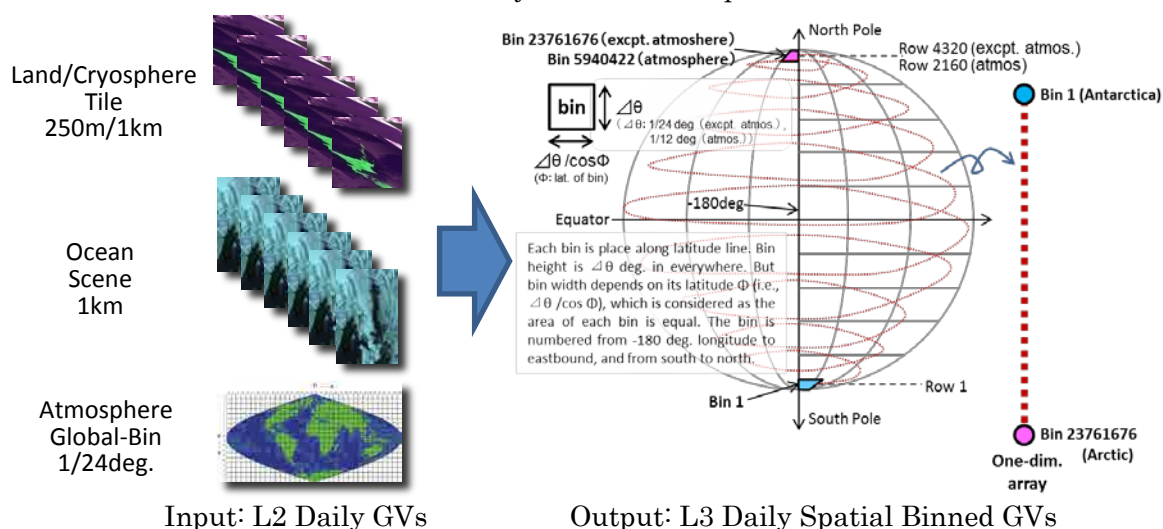 Land/Cryosphere
Tile
250m/1km
Ocean
Scene
1km
Atmosphere
Global-Bin
1/24deg.
Input: L2 Daily GVs
North Pole
Bin 23761676 (excpt. atmoshere)
Bin 5940422 (atmosphere)
Row 4320 (excpt. atmos.)
Row 2160 (atmos)
bin
⊿θ
(⊿θ: 1/24 deg (excpt. atmos.),
1/12 deg (atmos.))
⊿θ/cosΦ
(Φ: lat. of bin)
-180deg
Equator
Each bin is place along latitude line. Bin
height is ⊿θ deg. in everywhere. But
bin width depends on its latitude Φ (i.e.,
⊿θ/cos Φ), which is considered as the
area of each bin is equal. The bin is
numbered from -180 deg. longitude to
eastbound, and from south to north.
Bin 1
Row 1
South Pole
Bin 1 (Antarctica)
Bin 23761676
(Arctic)
One-dim.
array
Output: L3 Daily Spatial Binned GVs